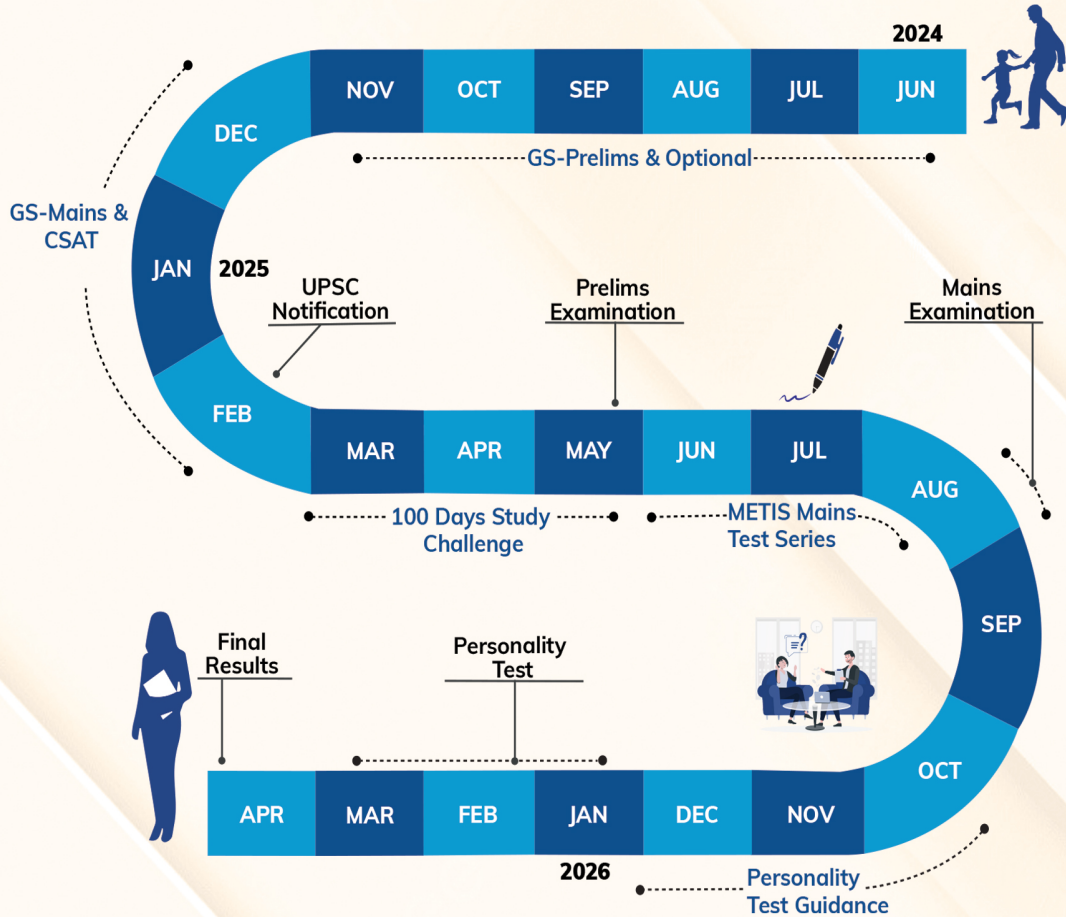 2024
NOV OCT SEP AUG JUL JUN
DEC
GS-Prelims & Optional
GS-Mains &
CSAT
JAN
2025
UPSC
Notification
Prelims
Examination
Mains
Examination
FEB
MAR APR MAY JUN JUL
AUG
100 Days Study
Challenge
METIS Mains
Test Series
SEP
Final
Results
Personality
Test
?
OCT
APR MAR FEB JAN DEC NOV
2026
Personality
Test Guidance